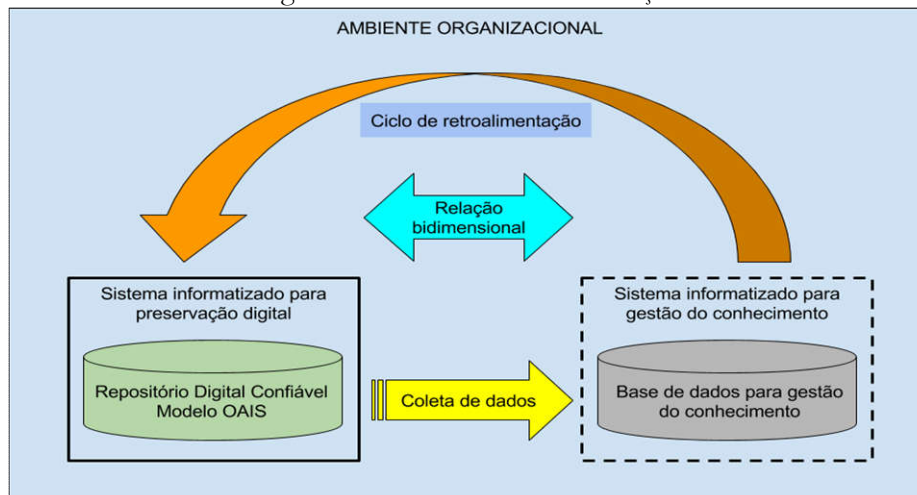 AMBIENTE ORGANIZACIONAL
Ciclo de retroalimentação
Relação
bidimensional
Sistema informatizado para
preservação digital
Repositório Digital Confiável
Modelo OAIS
Coleta de dados
Sistema informatizado para
gestão do conhecimento
Base de dados para gestão
do conhecimento